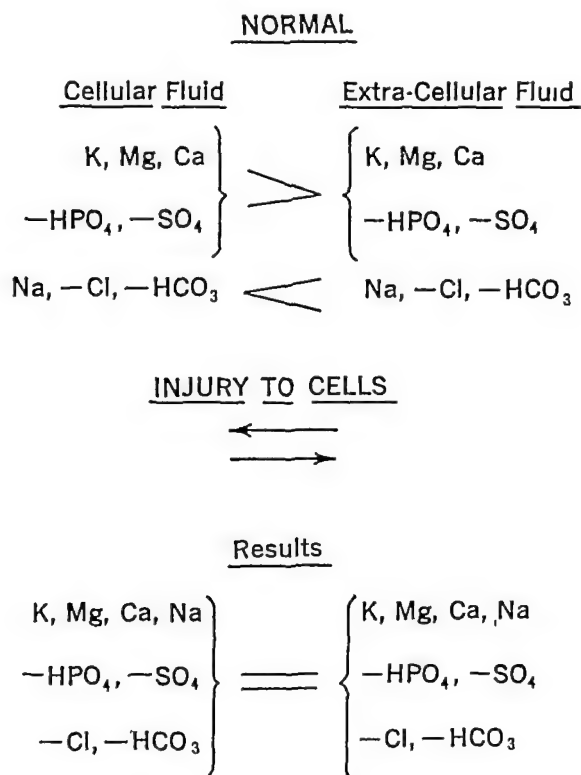 NORMAL
Cellular Fluid Extra-Cellular Fluid
K, Mg, Ca K, Mg, Ca
—HPO₄, —SO₄ —HPO₄, —SO₄
Na, —Cl, —HCO₃ Na, —Cl, —HCO₃
INJURY TO CELLS
Results
K, Mg, Ca, Na K, Mg, Ca, Na
—HPO₄, —SO₄ —HPO₄, —SO₄
—Cl, —HCO₃ —Cl, —HCO₃